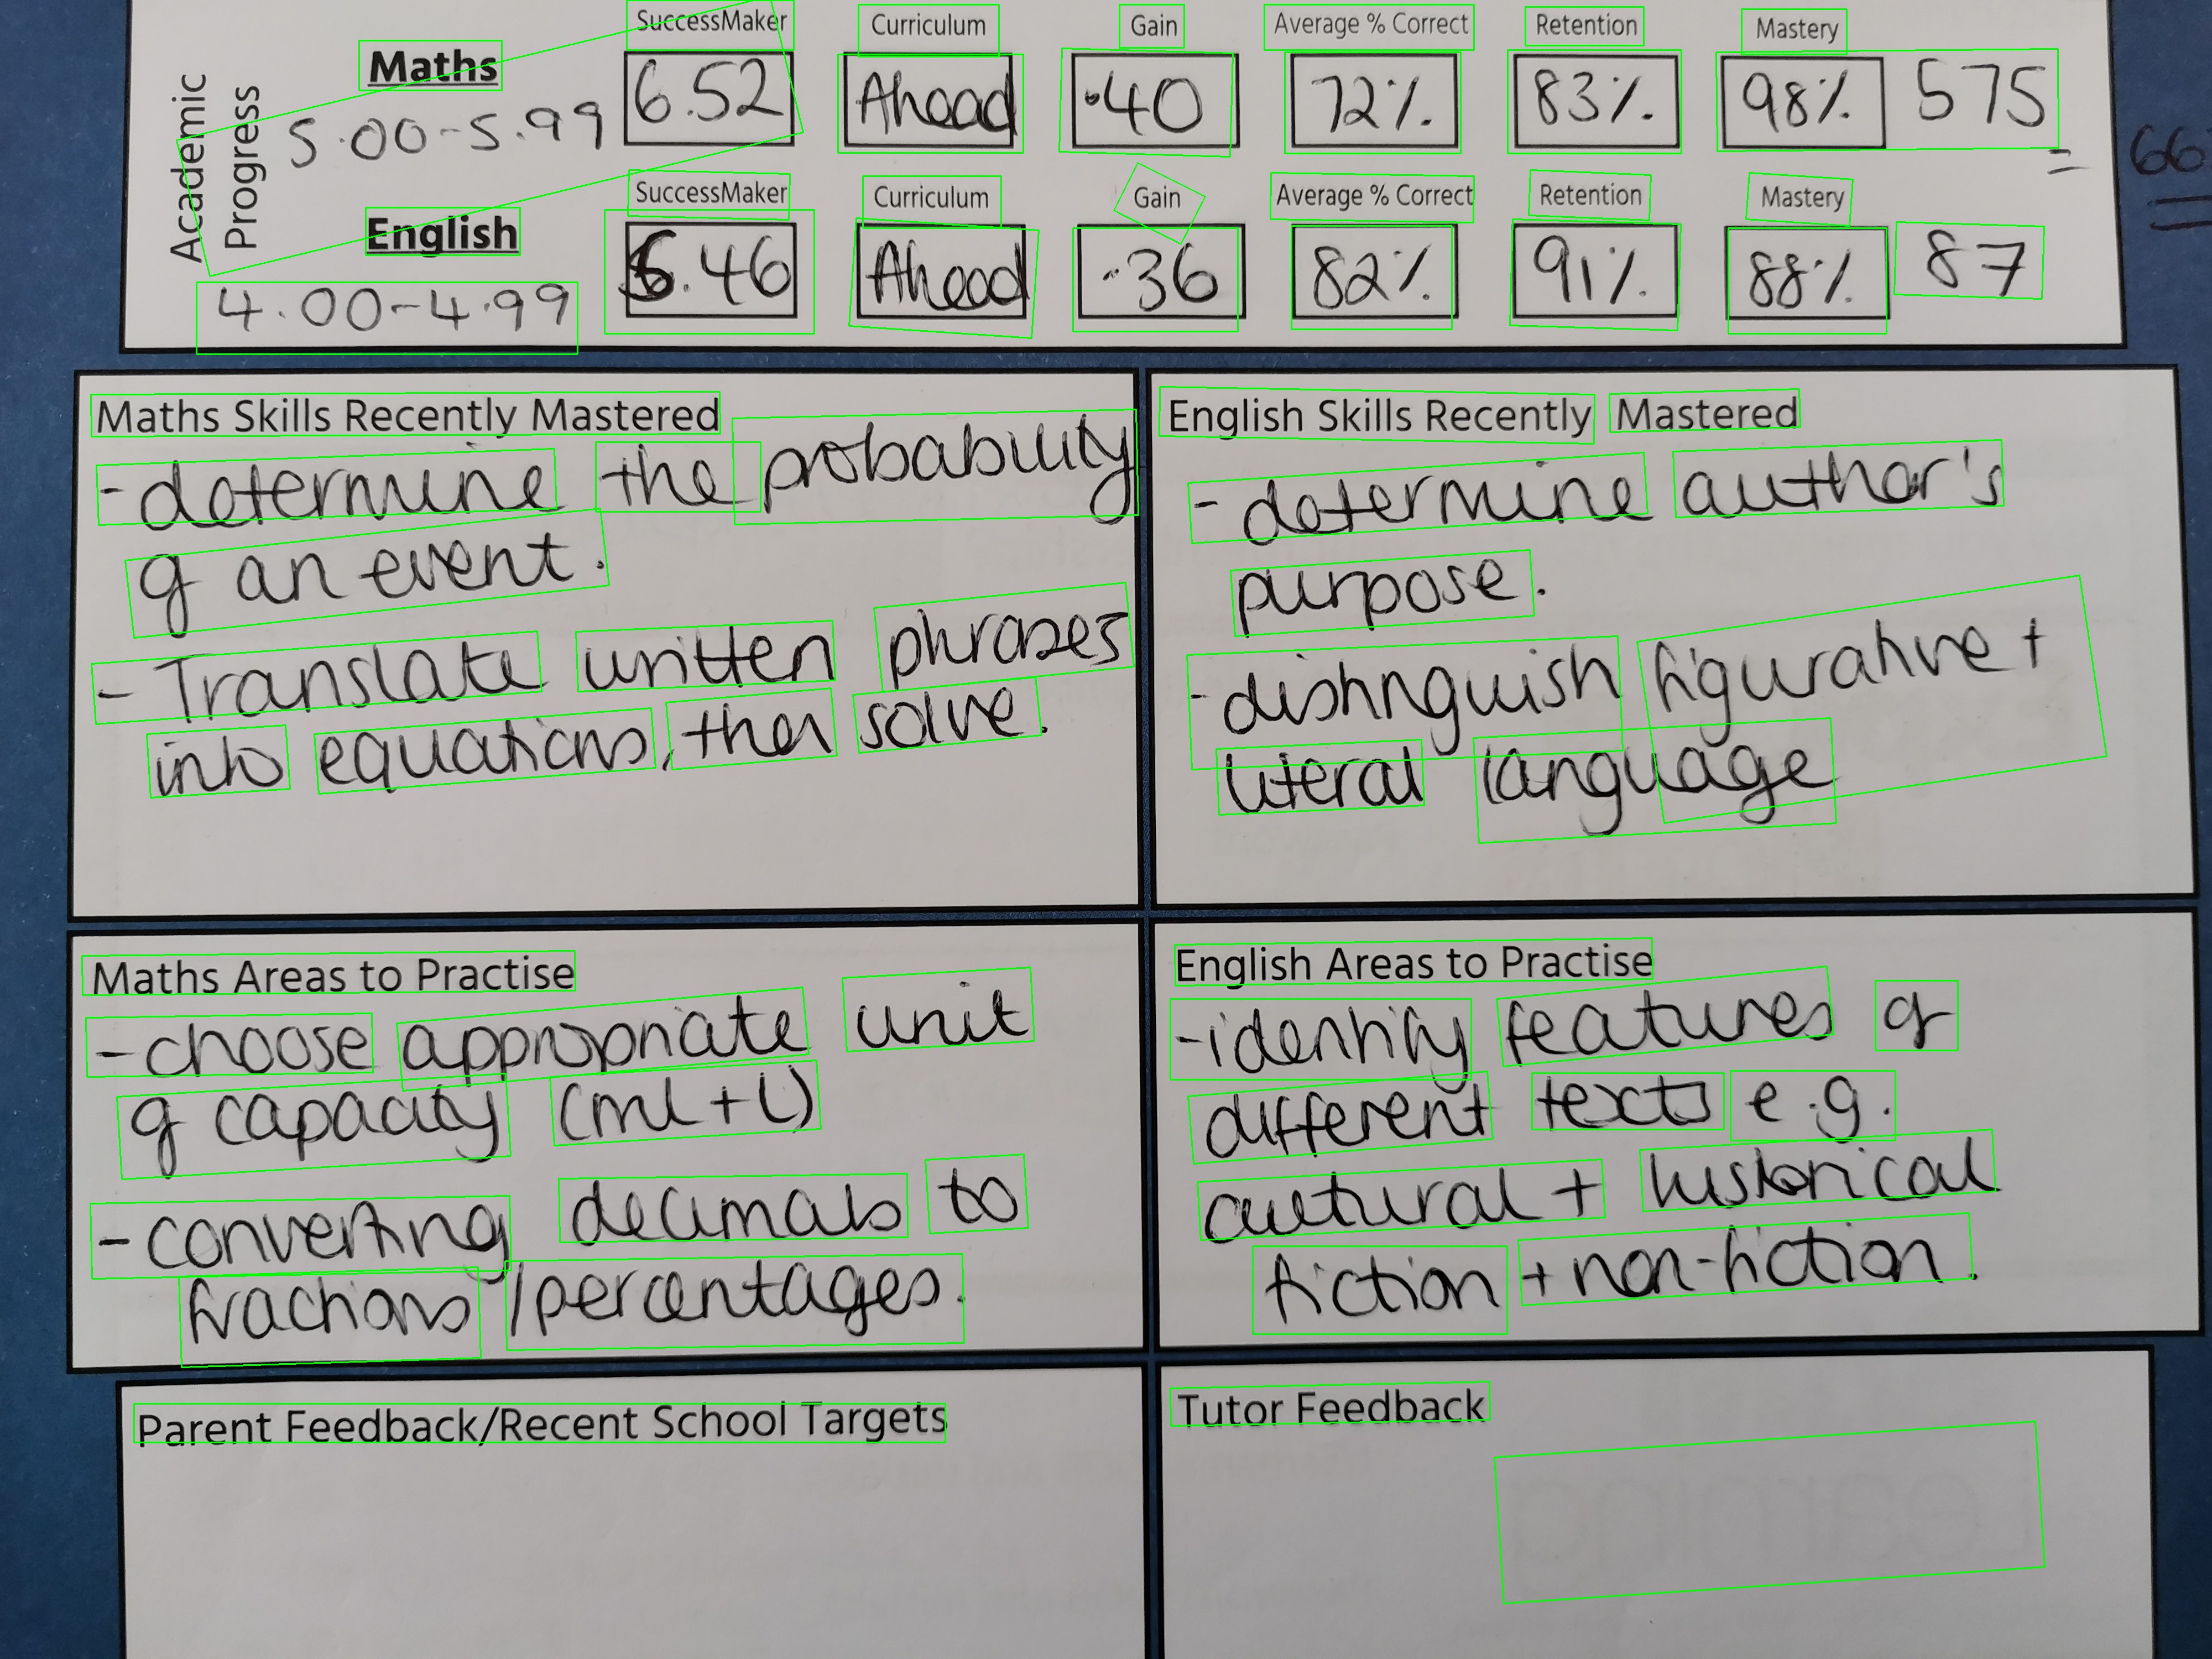 Academic Progress
Maths
5.00-5.99
SuccessMaker Curriculum Gain Average % Correct Retention Mastery
6.52 Ahead .40 72% 83% 98% 575
= 66
English
4.00-4.99
SuccessMaker Curriculum Gain Average % Correct Retention Mastery
.46 Ahead .36 82% 91% 88% 87
Maths Skills Recently Mastered
- determine the probability
of an event.
- Translate written phrases
into equations, then solve.
English Skills Recently Mastered
- determine author's
purpose.
- distinguish figurative +
literal language
Maths Areas to Practise
- choose appropriate unit
of capacity (ml + L)
- converting decimals to
fractions /percentages.
English Areas to Practise
- identify features of
different texts e.g.
cultural + historical
fiction + non-fiction.
Parent Feedback/Recent School Targets
Tutor Feedback